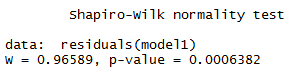 Shapiro-Wilk normality test
data:  residuals(model1)
W = 0.96589, p-value = 0.0006382